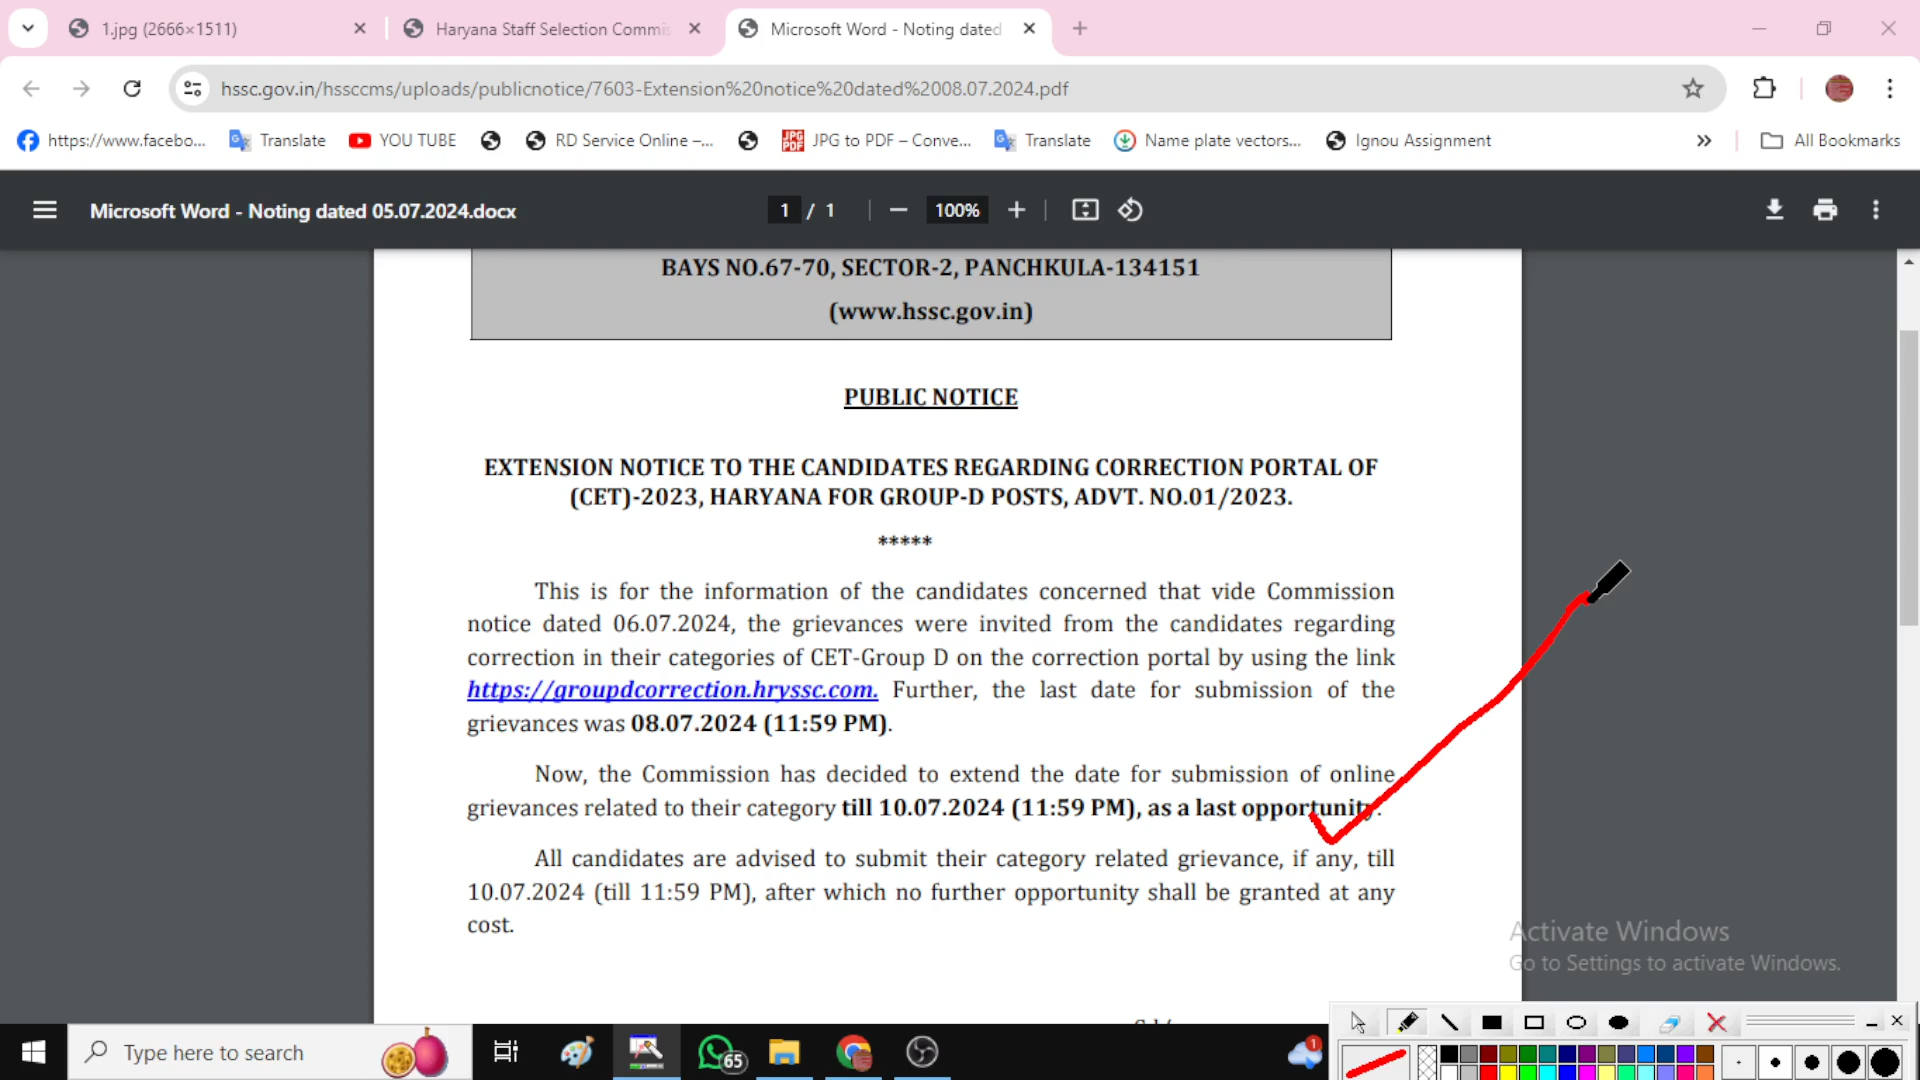 1.jpg (2666×1511)
Haryana Staff Selection Commis
Microsoft Word - Noting dated
hssc.gov.in/hssccms/uploads/publicnotice/7603-Extension%20notice%20dated%2008.07.2024.pdf
https://www.facebo...
Translate
YOU TUBE
RD Service Online –...
JPG to PDF – Conve...
Translate
Name plate vectors...
Ignou Assignment
All Bookmarks
Microsoft Word - Noting dated 05.07.2024.docx
1 / 1
100%
BAYS NO.67-70, SECTOR-2, PANCHKULA-134151
(www.hssc.gov.in)
PUBLIC NOTICE
EXTENSION NOTICE TO THE CANDIDATES REGARDING CORRECTION PORTAL OF
(CET)-2023, HARYANA FOR GROUP-D POSTS, ADVT. NO.01/2023.
*****
This is for the information of the candidates concerned that vide Commission
notice dated 06.07.2024, the grievances were invited from the candidates regarding
correction in their categories of CET-Group D on the correction portal by using the link
https://groupdcorrection.hryssc.com. Further, the last date for submission of the
grievances was 08.07.2024 (11:59 PM).
Now, the Commission has decided to extend the date for submission of online
grievances related to their category till 10.07.2024 (11:59 PM), as a last opportunity.
All candidates are advised to submit their category related grievance, if any, till
10.07.2024 (till 11:59 PM), after which no further opportunity shall be granted at any
cost.
Activate Windows
Go to Settings to activate Windows.
Type here to search
65
1